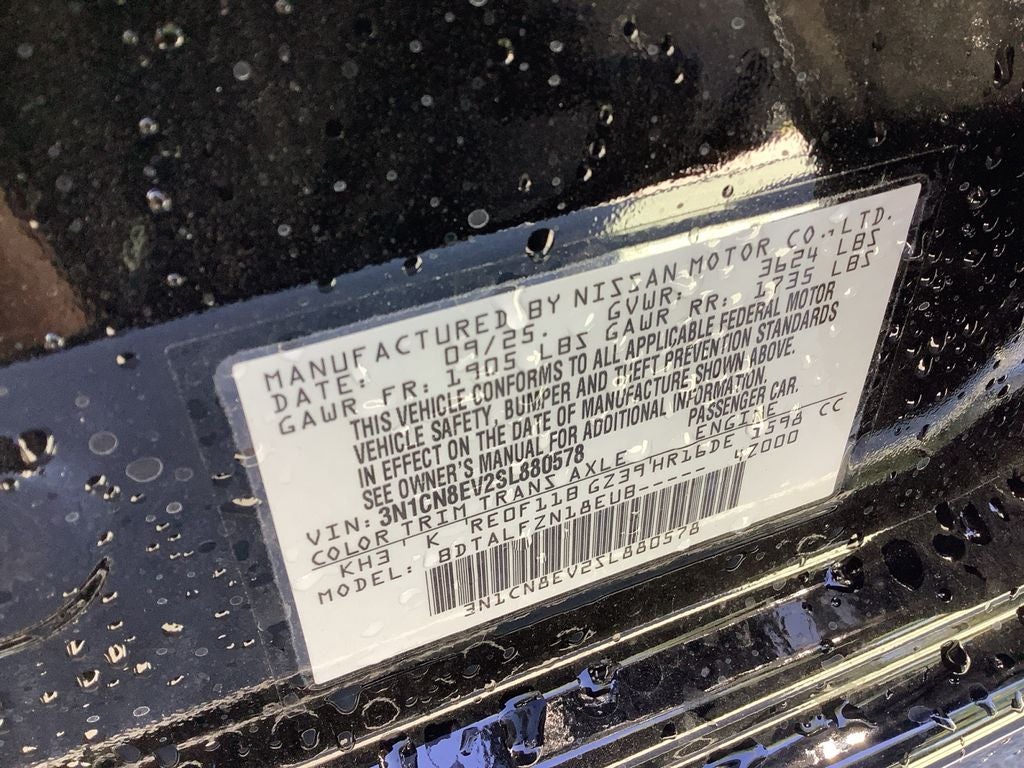 MANUFACTURED BY NISSAN MOTOR CO.,LTD.
DATE: 09/25. GVWR: 3624 LBS
GAWR FR: 1905 LBS GAWR RR: 1735 LBS
THIS VEHICLE CONFORMS TO ALL APPLICABLE FEDERAL MOTOR
VEHICLE SAFETY, BUMPER AND THEFT PREVENTION STANDARDS
IN EFFECT ON THE DATE OF MANUFACTURE SHOWN ABOVE.
SEE OWNER'S MANUAL FOR ADDITIONAL INFORMATION.
VIN: 3N1CN8EV2SL880578 PASSENGER CAR.
COLOR TRIM TRANS AXLE ENGINE
KH3 K RE0F11B GZ39 HR16DE 1598 CC
MODEL: BDTALFZN18EUB----- 4Z000
3N1CN8EV2SL880578